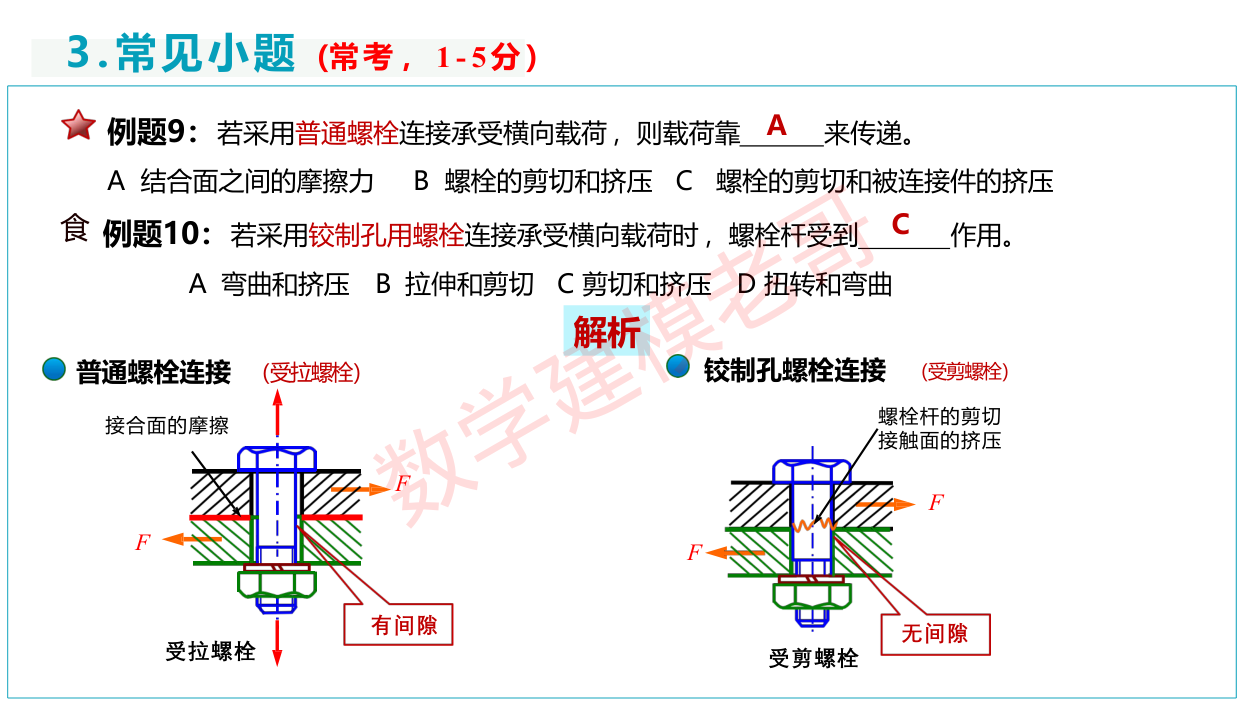 3.常见小题 (常考，1-5分)
例题9：若采用普通螺栓连接承受横向载荷，则载荷靠______来传递。
A
A 结合面之间的摩擦力 B 螺栓的剪切和挤压 C 螺栓的剪切和被连接件的挤压
食 例题10：若采用铰制孔用螺栓连接承受横向载荷时，螺栓杆受到______作用。
C
A 弯曲和挤压 B 拉伸和剪切 C 剪切和挤压 D 扭转和弯曲
解析
普通螺栓连接 (受拉螺栓)
接合面的摩擦
F
F
有间隙
受拉螺栓
铰制孔螺栓连接 (受剪螺栓)
螺栓杆的剪切
接触面的挤压
F
F
无间隙
受剪螺栓
数学建模老哥